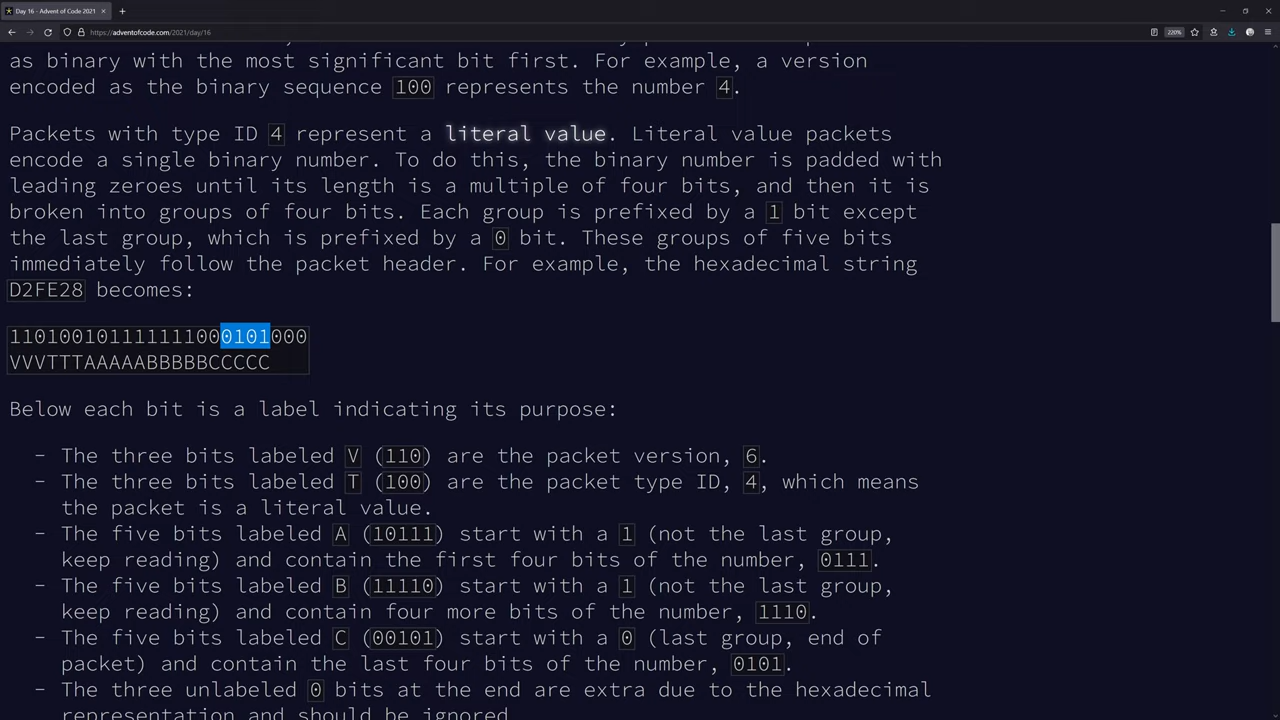 Day 16 - Advent of Code 2021
https://adventofcode.com/2021/day/16
220%
as binary with the most significant bit first. For example, a version
encoded as the binary sequence 100 represents the number 4.
Packets with type ID 4 represent a literal value. Literal value packets
encode a single binary number. To do this, the binary number is padded with
leading zeroes until its length is a multiple of four bits, and then it is
broken into groups of four bits. Each group is prefixed by a 1 bit except
the last group, which is prefixed by a 0 bit. These groups of five bits
immediately follow the packet header. For example, the hexadecimal string
D2FE28 becomes:
110100101111111000101000
VVVTTTAAAAABBBBBCCCCC
Below each bit is a label indicating its purpose:
- The three bits labeled V (110) are the packet version, 6.
- The three bits labeled T (100) are the packet type ID, 4, which means
the packet is a literal value.
- The five bits labeled A (10111) start with a 1 (not the last group,
keep reading) and contain the first four bits of the number, 0111.
- The five bits labeled B (11110) start with a 1 (not the last group,
keep reading) and contain four more bits of the number, 1110.
- The five bits labeled C (00101) start with a 0 (last group, end of
packet) and contain the last four bits of the number, 0101.
- The three unlabeled 0 bits at the end are extra due to the hexadecimal
representation and should be ignored